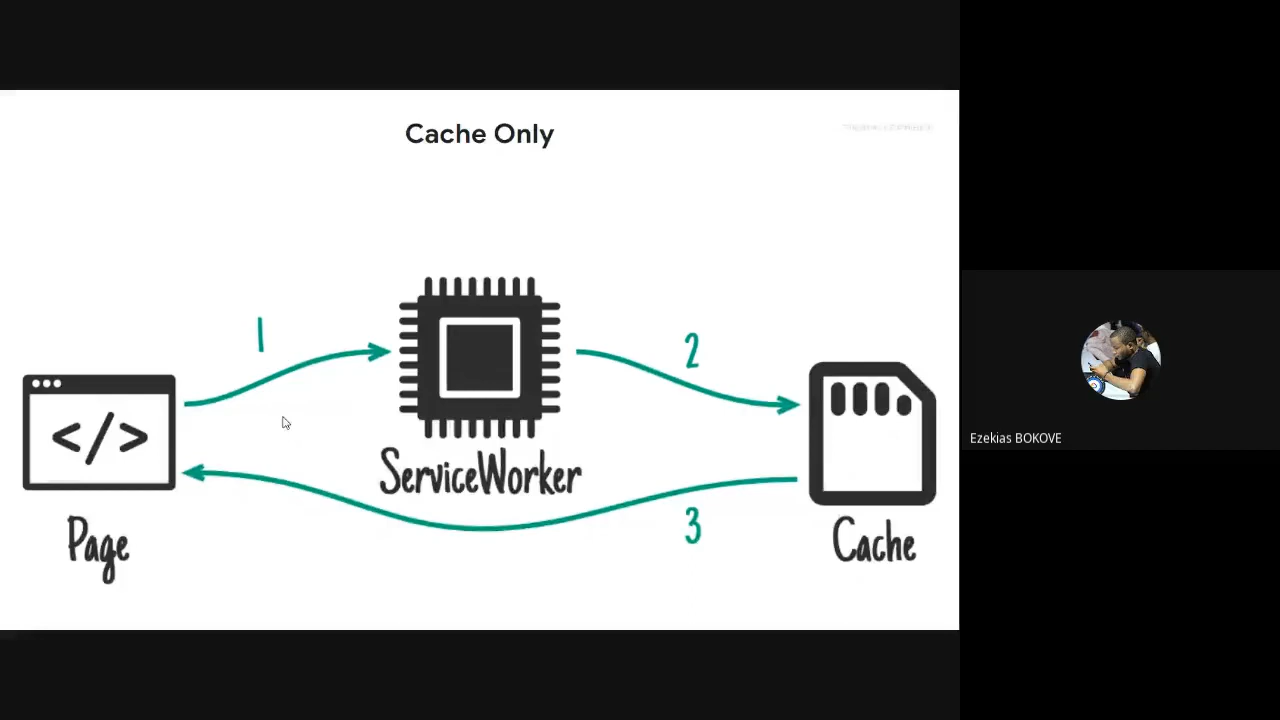 Cache Only
1
2
ServiceWorker
3
Page
Cache
</>
Ezekias BOKOVE